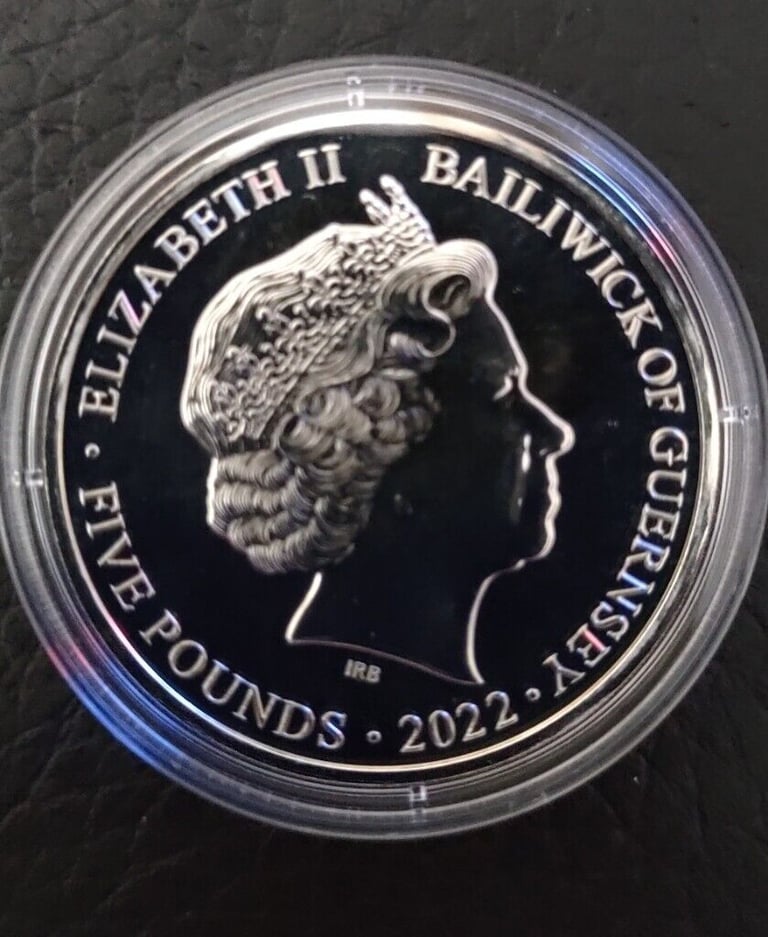 ELIZABETH II
BAILIWICK OF GUERNSEY
• 2022 •
FIVE POUNDS •
IRB